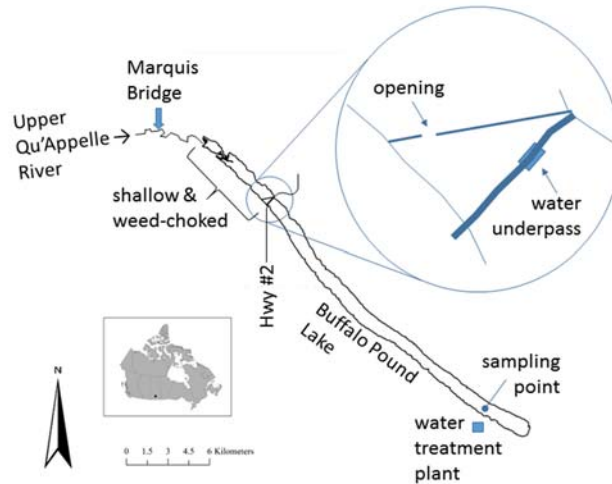 Marquis
Bridge
Upper
Qu'Appelle
River
shallow &
weed-choked
Hwy #2
opening
water
underpass
Buffalo Pound
Lake
sampling
point
water
treatment
plant
N
0 1.5 3 4.5 6 Kilometers